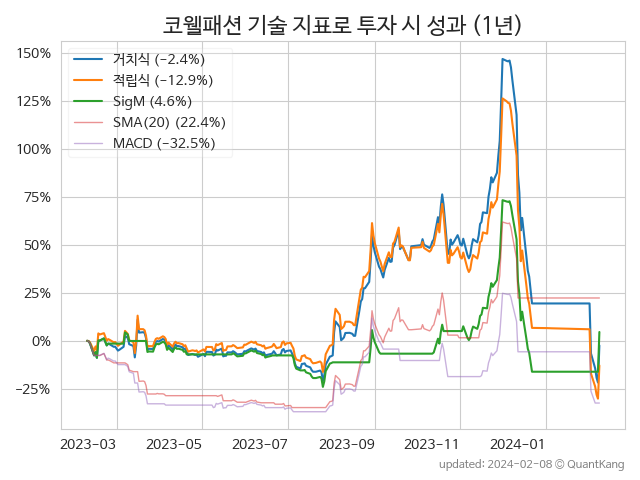 코웰패션 기술 지표로 투자 시 성과 (1년)
150%
125%
100%
75%
50%
25%
0%
−25%
거치식 (−2.4%)
적립식 (−12.9%)
SigM (4.6%)
SMA(20) (22.4%)
MACD (−32.5%)
2023-03
2023-05
2023-07
2023-09
2023-11
2024-01
updated: 2024-02-08 © QuantKang